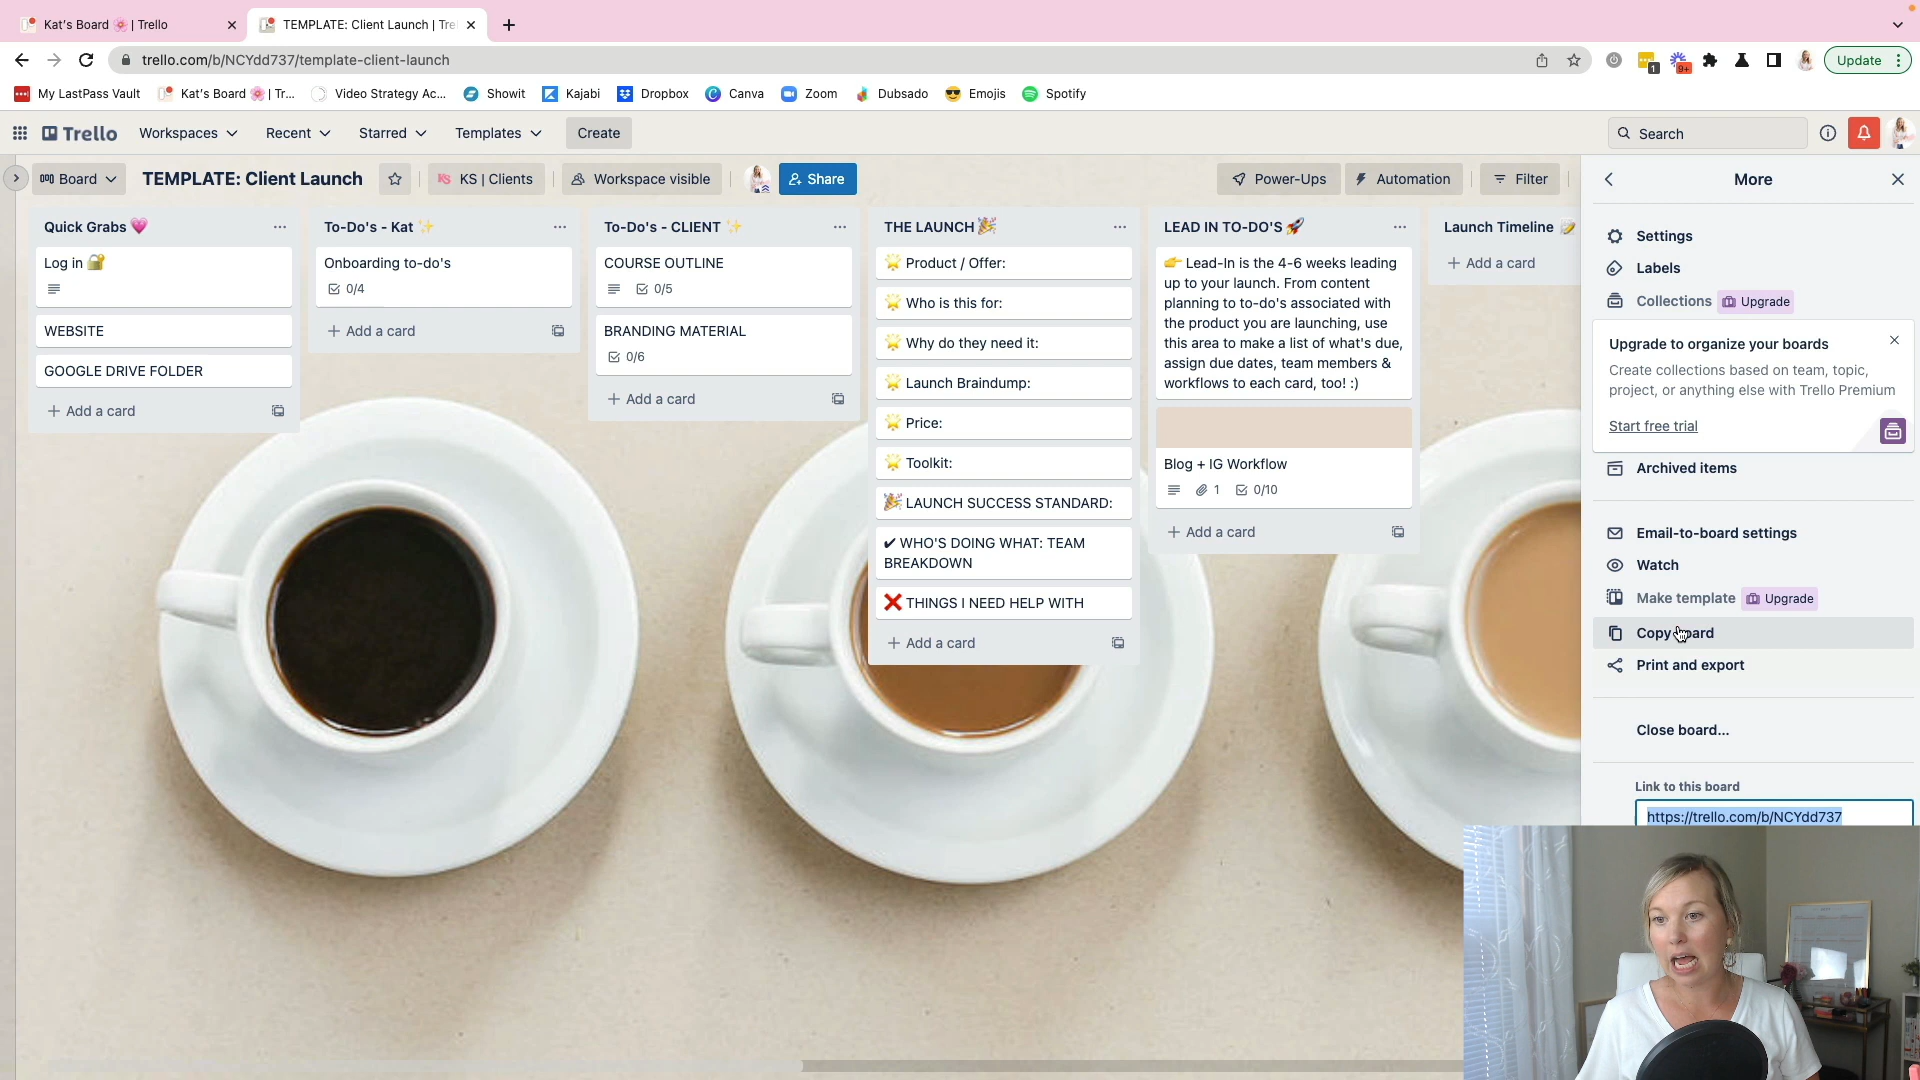 Kat's Board 🌸 | Trello
TEMPLATE: Client Launch | Tre
trello.com/b/NCYdd737/template-client-launch
1
9+
Update
My LastPass Vault
Kat's Board 🌸 | Tr...
Video Strategy Ac...
Showit
Kajabi
Dropbox
Canva
Zoom
Dubsado
Emojis
Spotify
Trello
Workspaces
Recent
Starred
Templates
Create
Search
Board
TEMPLATE: Client Launch
KS | Clients
Workspace visible
Share
Power-Ups
Automation
Filter
Quick Grabs 💗
Log in 🔐
WEBSITE
GOOGLE DRIVE FOLDER
+ Add a card
To-Do's - Kat ✨
Onboarding to-do's
0/4
+ Add a card
To-Do's - CLIENT ✨
COURSE OUTLINE
0/5
BRANDING MATERIAL
0/6
+ Add a card
THE LAUNCH 🎉
🌟 Product / Offer:
🌟 Who is this for:
🌟 Why do they need it:
🌟 Launch Braindump:
🌟 Price:
🌟 Toolkit:
🎉 LAUNCH SUCCESS STANDARD:
✔ WHO'S DOING WHAT: TEAM
BREAKDOWN
❌ THINGS I NEED HELP WITH
+ Add a card
LEAD IN TO-DO'S 🚀
👉 Lead-In is the 4-6 weeks leading
up to your launch. From content
planning to to-do's associated with
the product you are launching, use
this area to make a list of what's due,
assign due dates, team members &
workflows to each card, too! :)
Blog + IG Workflow
1
0/10
+ Add a card
Launch Timeline 📝
+ Add a card
More
Settings
Labels
Collections
Upgrade
Upgrade to organize your boards
Create collections based on team, topic,
project, or anything else with Trello Premium
Start free trial
Archived items
Email-to-board settings
Watch
Make template
Upgrade
Copy board
Print and export
Close board...
Link to this board
https://trello.com/b/NCYdd737